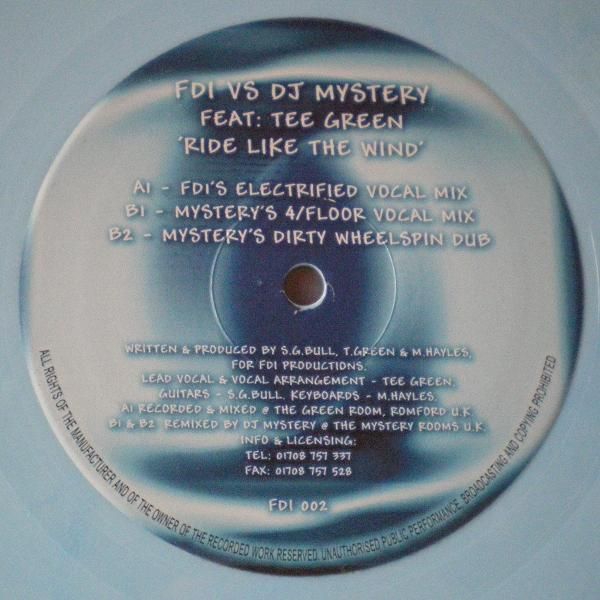 FDI VS DJ MYSTERY
FEAT: TEE GREEN
'RIDE LIKE THE WIND'
A1 - FDI'S ELECTRIFIED VOCAL MIX
B1 - MYSTERY'S 4/FLOOR VOCAL MIX
B2 - MYSTERY'S DIRTY WHEELSPIN DUB
WRITTEN & PRODUCED BY S.G.BULL, T.GREEN & M.HAYLES,
FOR FDI PRODUCTIONS.
LEAD VOCAL & VOCAL ARRANGEMENT - TEE GREEN.
GUITARS - S.G.BULL. KEYBOARDS - M.HAYLES.
A1 RECORDED & MIXED @ THE GREEN ROOM, ROMFORD U.K.
B1 & B2 REMIXED BY DJ MYSTERY @ THE MYSTERY ROOMS U.K.
INFO & LICENSING:
TEL: 01708 757 337
FAX: 01708 757 528
FDI 002
ALL RIGHTS OF THE MANUFACTURER AND OF THE OWNER OF THE RECORDED WORK RESERVED. UNAUTHORISED PUBLIC PERFORMANCE, BROADCASTING AND COPYING PROHIBITED